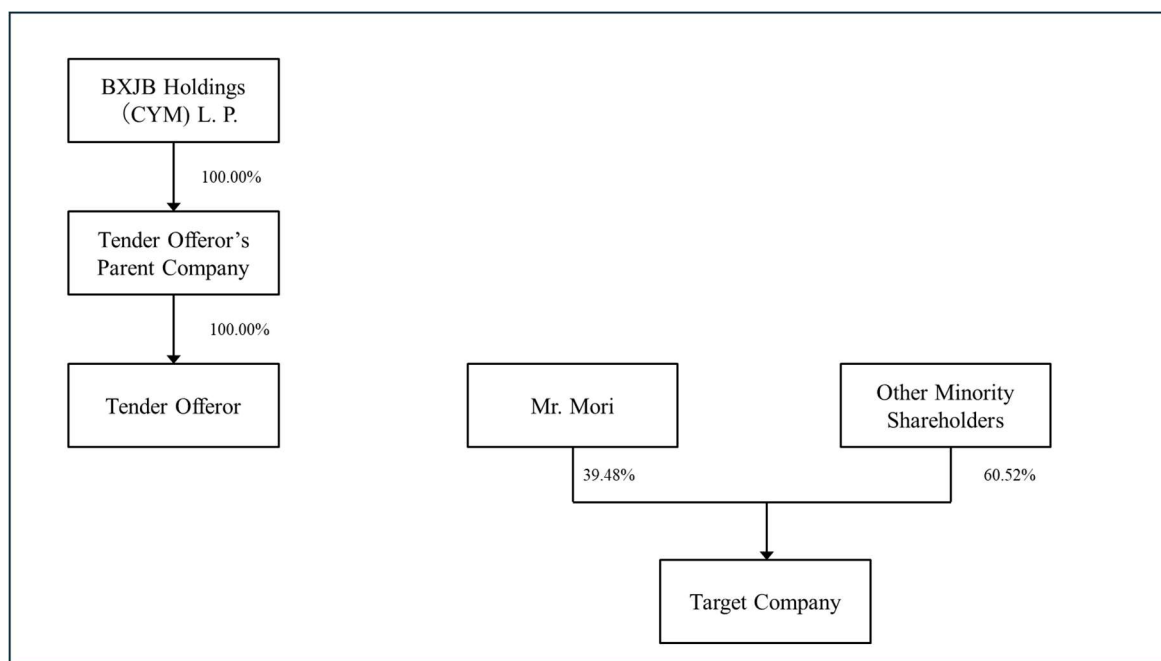 BXJB Holdings
（CYM) L. P.
100.00%
Tender Offeror’s
Parent Company
100.00%
Tender Offeror
Mr. Mori
Other Minority
Shareholders
39.48%
60.52%
Target Company